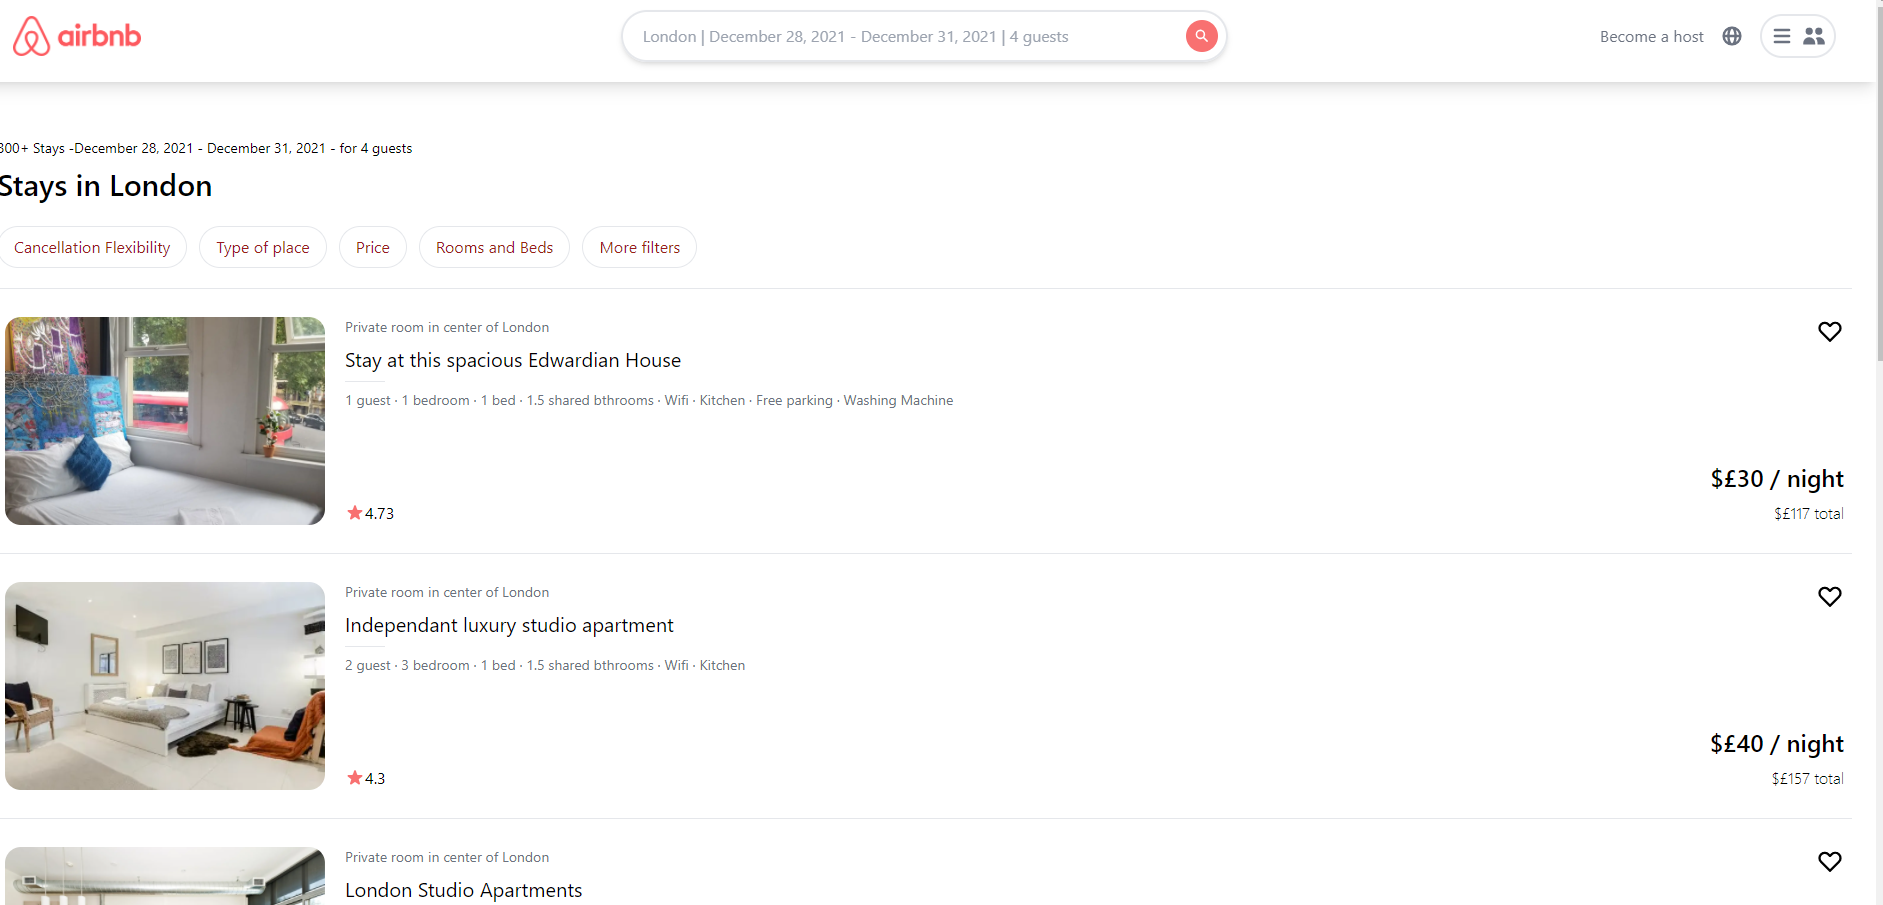 airbnb
London | December 28, 2021 - December 31, 2021 | 4 guests
Become a host
300+ Stays -December 28, 2021 - December 31, 2021 - for 4 guests
Stays in London
Cancellation Flexibility
Type of place
Price
Rooms and Beds
More filters
Private room in center of London
Stay at this spacious Edwardian House
1 guest · 1 bedroom · 1 bed · 1.5 shared bthrooms · Wifi · Kitchen · Free parking · Washing Machine
$£30 / night
4.73
$£117 total
Private room in center of London
Independant luxury studio apartment
2 guest · 3 bedroom · 1 bed · 1.5 shared bthrooms · Wifi · Kitchen
$£40 / night
4.3
$£157 total
Private room in center of London
London Studio Apartments